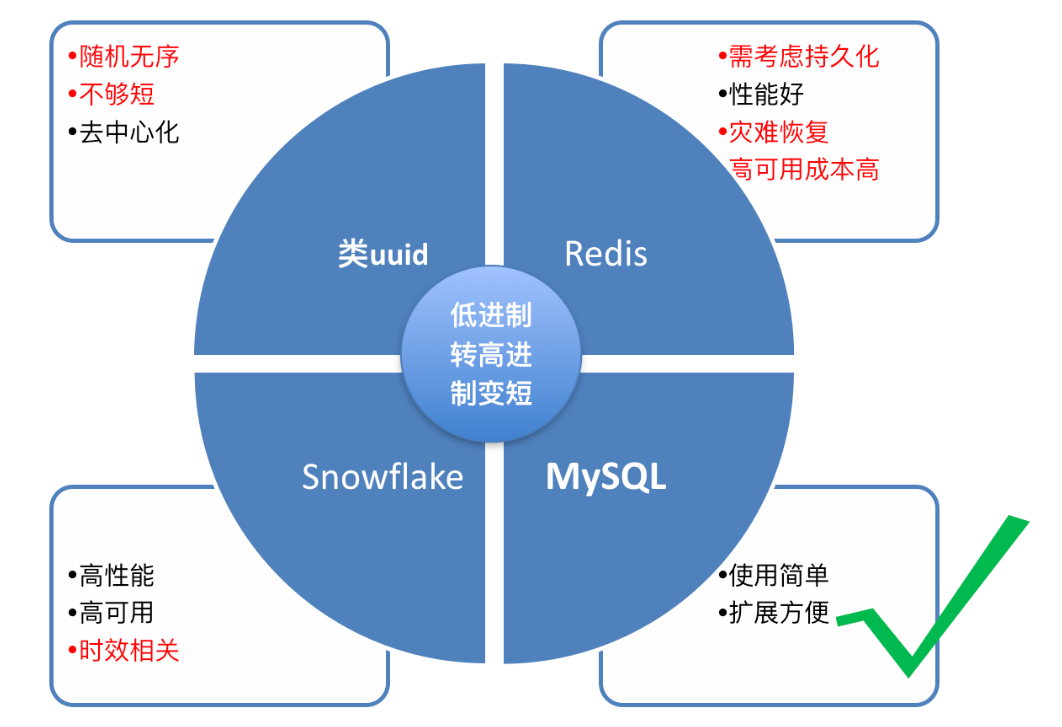 •随机无序
•不够短
•去中心化
•需考虑持久化
•性能好
•灾难恢复
高可用成本高
类uuid
Redis
低进制
转高进
制变短
Snowflake
MySQL
•高性能
•高可用
•时效相关
•使用简单
•扩展方便